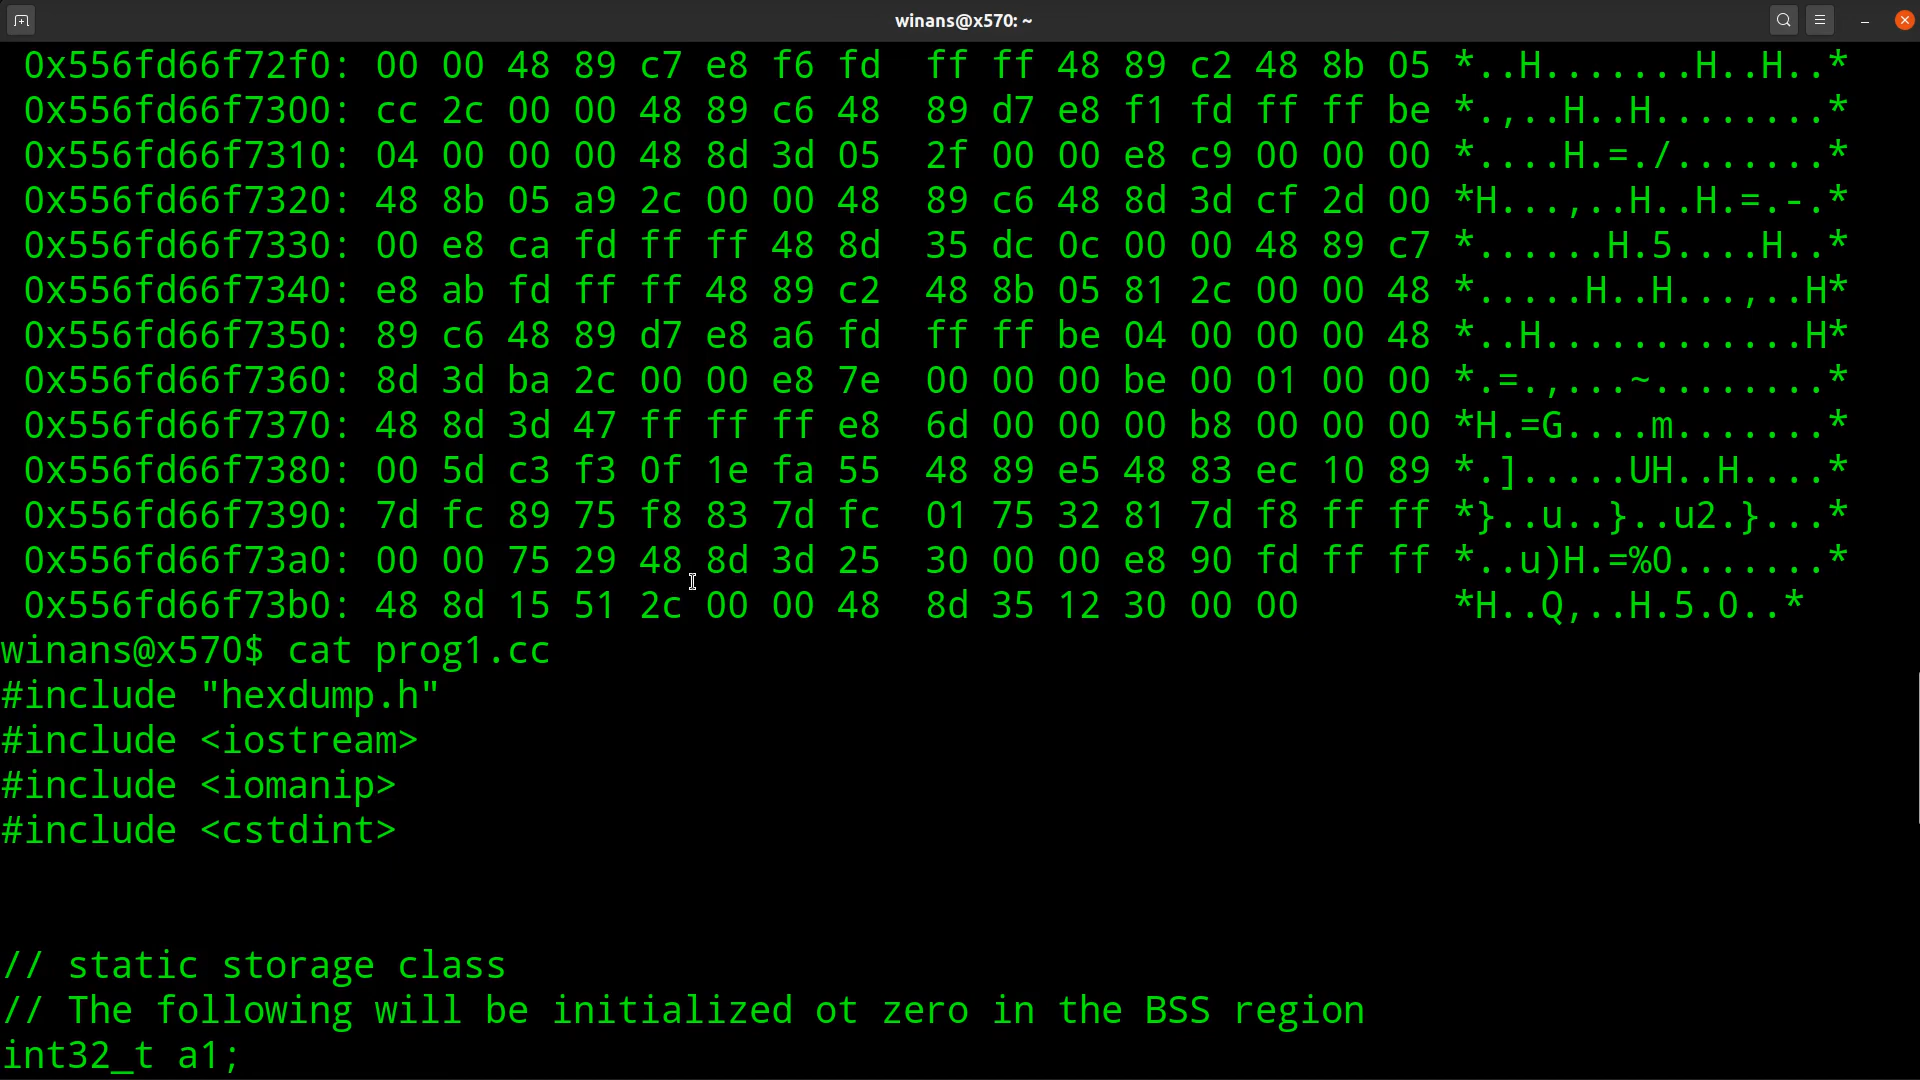 winans@x570: ~
0x556fd66f72f0: 00 00 48 89 c7 e8 f6 fd  ff ff 48 89 c2 48 8b 05 *..H.......H..H..*
0x556fd66f7300: cc 2c 00 00 48 89 c6 48  89 d7 e8 f1 fd ff ff be *.,..H..H........*
0x556fd66f7310: 04 00 00 00 48 8d 3d 05  2f 00 00 e8 c9 00 00 00 *....H.=./.......*
0x556fd66f7320: 48 8b 05 a9 2c 00 00 48  89 c6 48 8d 3d cf 2d 00 *H...,..H..H.=.-.*
0x556fd66f7330: 00 e8 ca fd ff ff 48 8d  35 dc 0c 00 00 48 89 c7 *......H.5....H..*
0x556fd66f7340: e8 ab fd ff ff 48 89 c2  48 8b 05 81 2c 00 00 48 *.....H..H...,..H*
0x556fd66f7350: 89 c6 48 89 d7 e8 a6 fd  ff ff be 04 00 00 00 48 *..H............H*
0x556fd66f7360: 8d 3d ba 2c 00 00 e8 7e  00 00 00 be 00 01 00 00 *.=.,...~........*
0x556fd66f7370: 48 8d 3d 47 ff ff ff e8  6d 00 00 00 b8 00 00 00 *H.=G....m.......*
0x556fd66f7380: 00 5d c3 f3 0f 1e fa 55  48 89 e5 48 83 ec 10 89 *.].....UH..H....*
0x556fd66f7390: 7d fc 89 75 f8 83 7d fc  01 75 32 81 7d f8 ff ff *}..u..}..u2.}...*
0x556fd66f73a0: 00 00 75 29 48 8d 3d 25  30 00 00 e8 90 fd ff ff *..u)H.=%0.......*
0x556fd66f73b0: 48 8d 15 51 2c 00 00 48  8d 35 12 30 00 00       *H..Q,..H.5.0..*
winans@x570$ cat prog1.cc
#include "hexdump.h"
#include <iostream>
#include <iomanip>
#include <cstdint>
// static storage class
// The following will be initialized ot zero in the BSS region
int32_t a1;